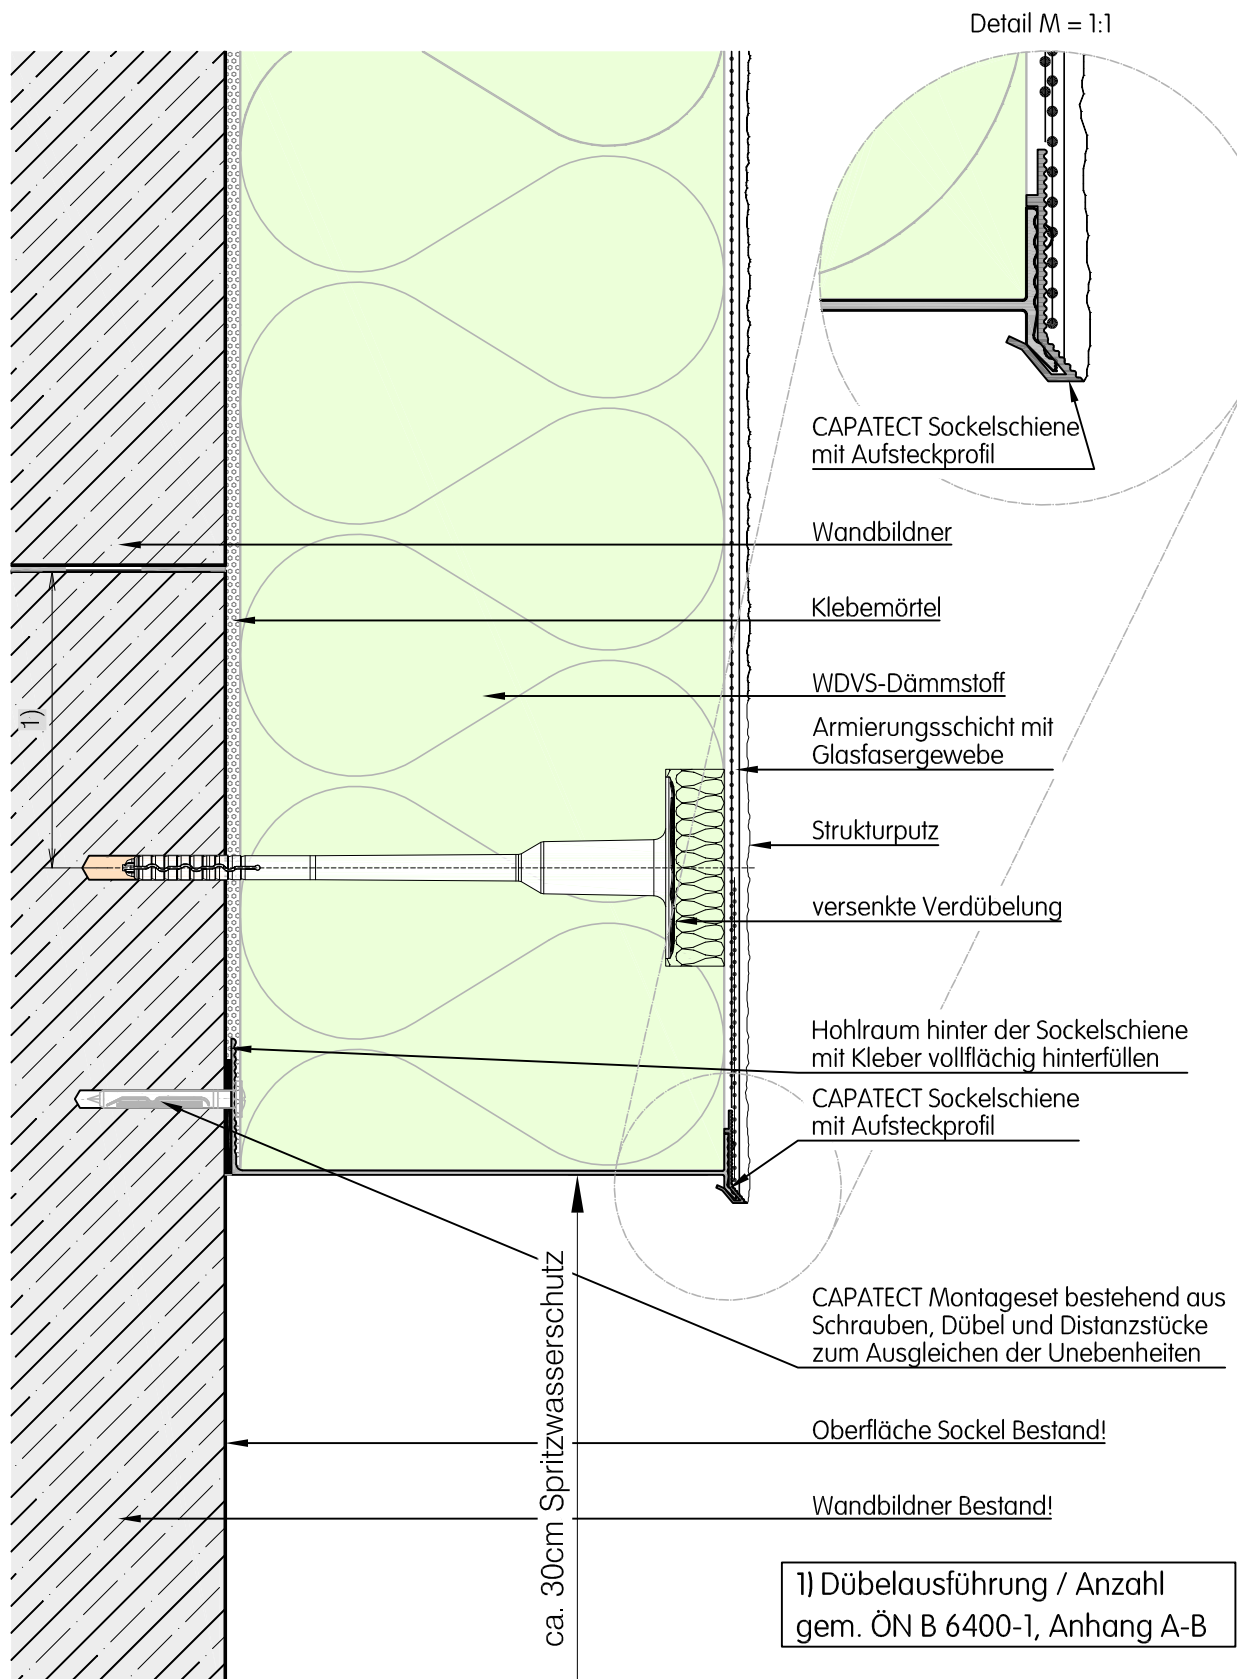 Detail M = 1:1
CAPATECT Sockelschiene
mit Aufsteckprofil
Wandbildner
Klebemörtel
WDVS-Dämmstoff
1)
Armierungsschicht mit
Glasfasergewebe
Strukturputz
versenkte Verdübelung
Hohlraum hinter der Sockelschiene
mit Kleber vollflächig hinterfüllen
CAPATECT Sockelschiene
mit Aufsteckprofil
ca. 30cm Spritzwasserschutz
CAPATECT Montageset bestehend aus
Schrauben, Dübel und Distanzstücke
zum Ausgleichen der Unebenheiten
Oberfläche Sockel Bestand!
Wandbildner Bestand!
1) Dübelausführung / Anzahl
gem. ÖN B 6400-1, Anhang A-B